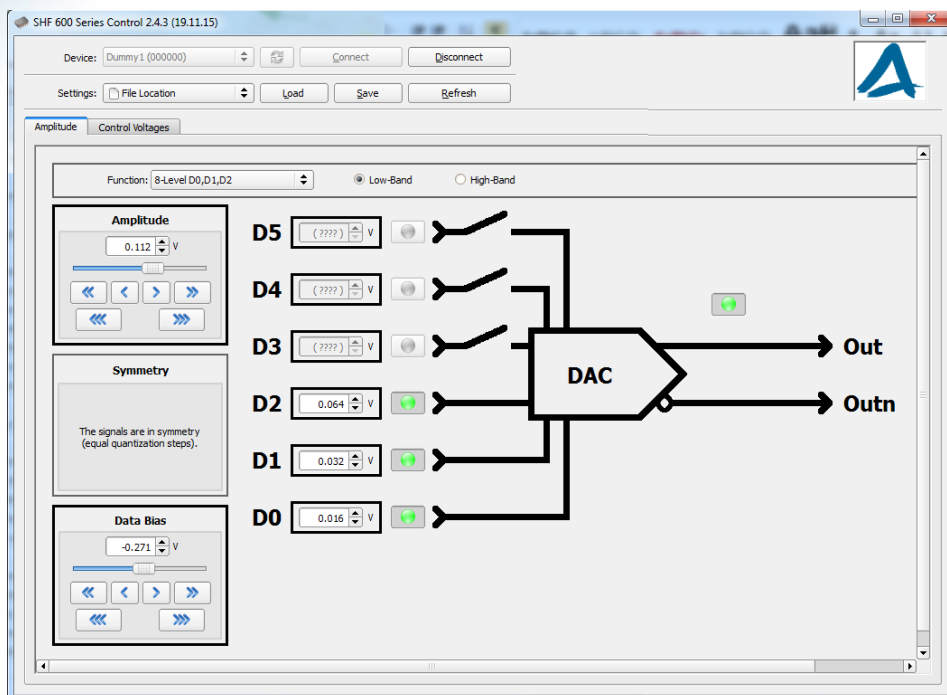 SHF 600 Series Control 2.4.3 (19.11.15)
Device: Dummy1 (000000) Connect Disconnect
Settings: File Location Load Save Refresh
Amplitude Control Voltages
Function: 8-Level D0,D1,D2 Low-Band High-Band
Amplitude
0.112 V
Symmetry
The signals are in symmetry
(equal quantization steps).
Data Bias
-0.271 V
D5 (????) V
D4 (????) V
D3 (????) V
D2 0.064 V
D1 0.032 V
D0 0.016 V
DAC
Out
Outn